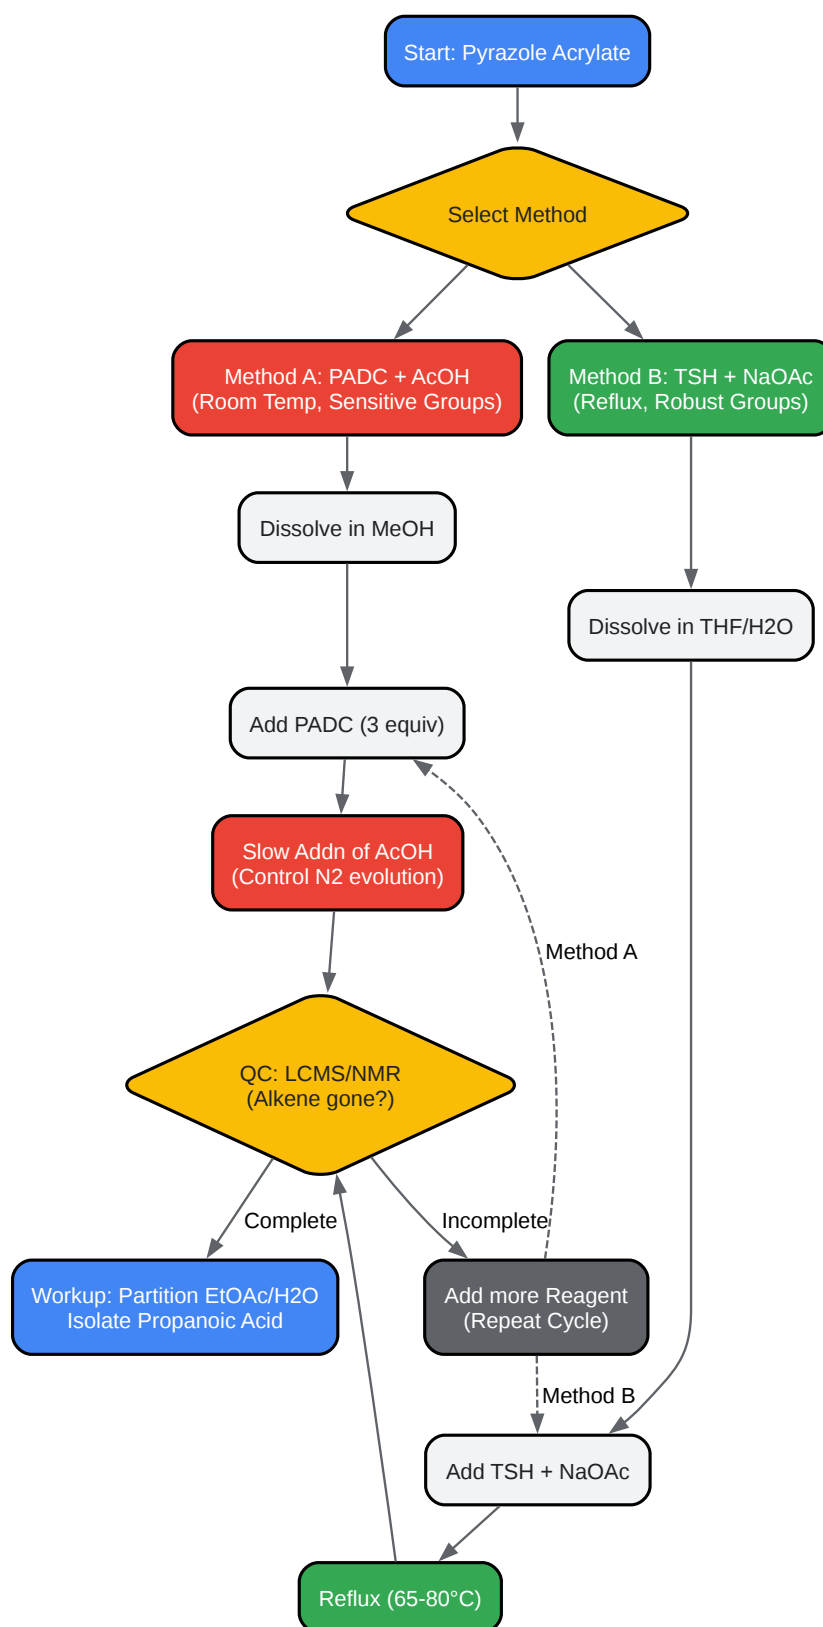 Start: Pyrazole Acrylate
Select Method
Method A: PADC + AcOH
(Room Temp, Sensitive Groups)
Method B: TSH + NaOAc
(Reflux, Robust Groups)
Dissolve in MeOH
Dissolve in THF/H2O
Add PADC (3 equiv)
Slow Addn of AcOH
(Control N2 evolution)
Method A
QC: LCMS/NMR
(Alkene gone?)
Complete
Incomplete
Workup: Partition EtOAc/H2O
Isolate Propanoic Acid
Add more Reagent
(Repeat Cycle)
Method B
Add TSH + NaOAc
Reflux (65-80°C)